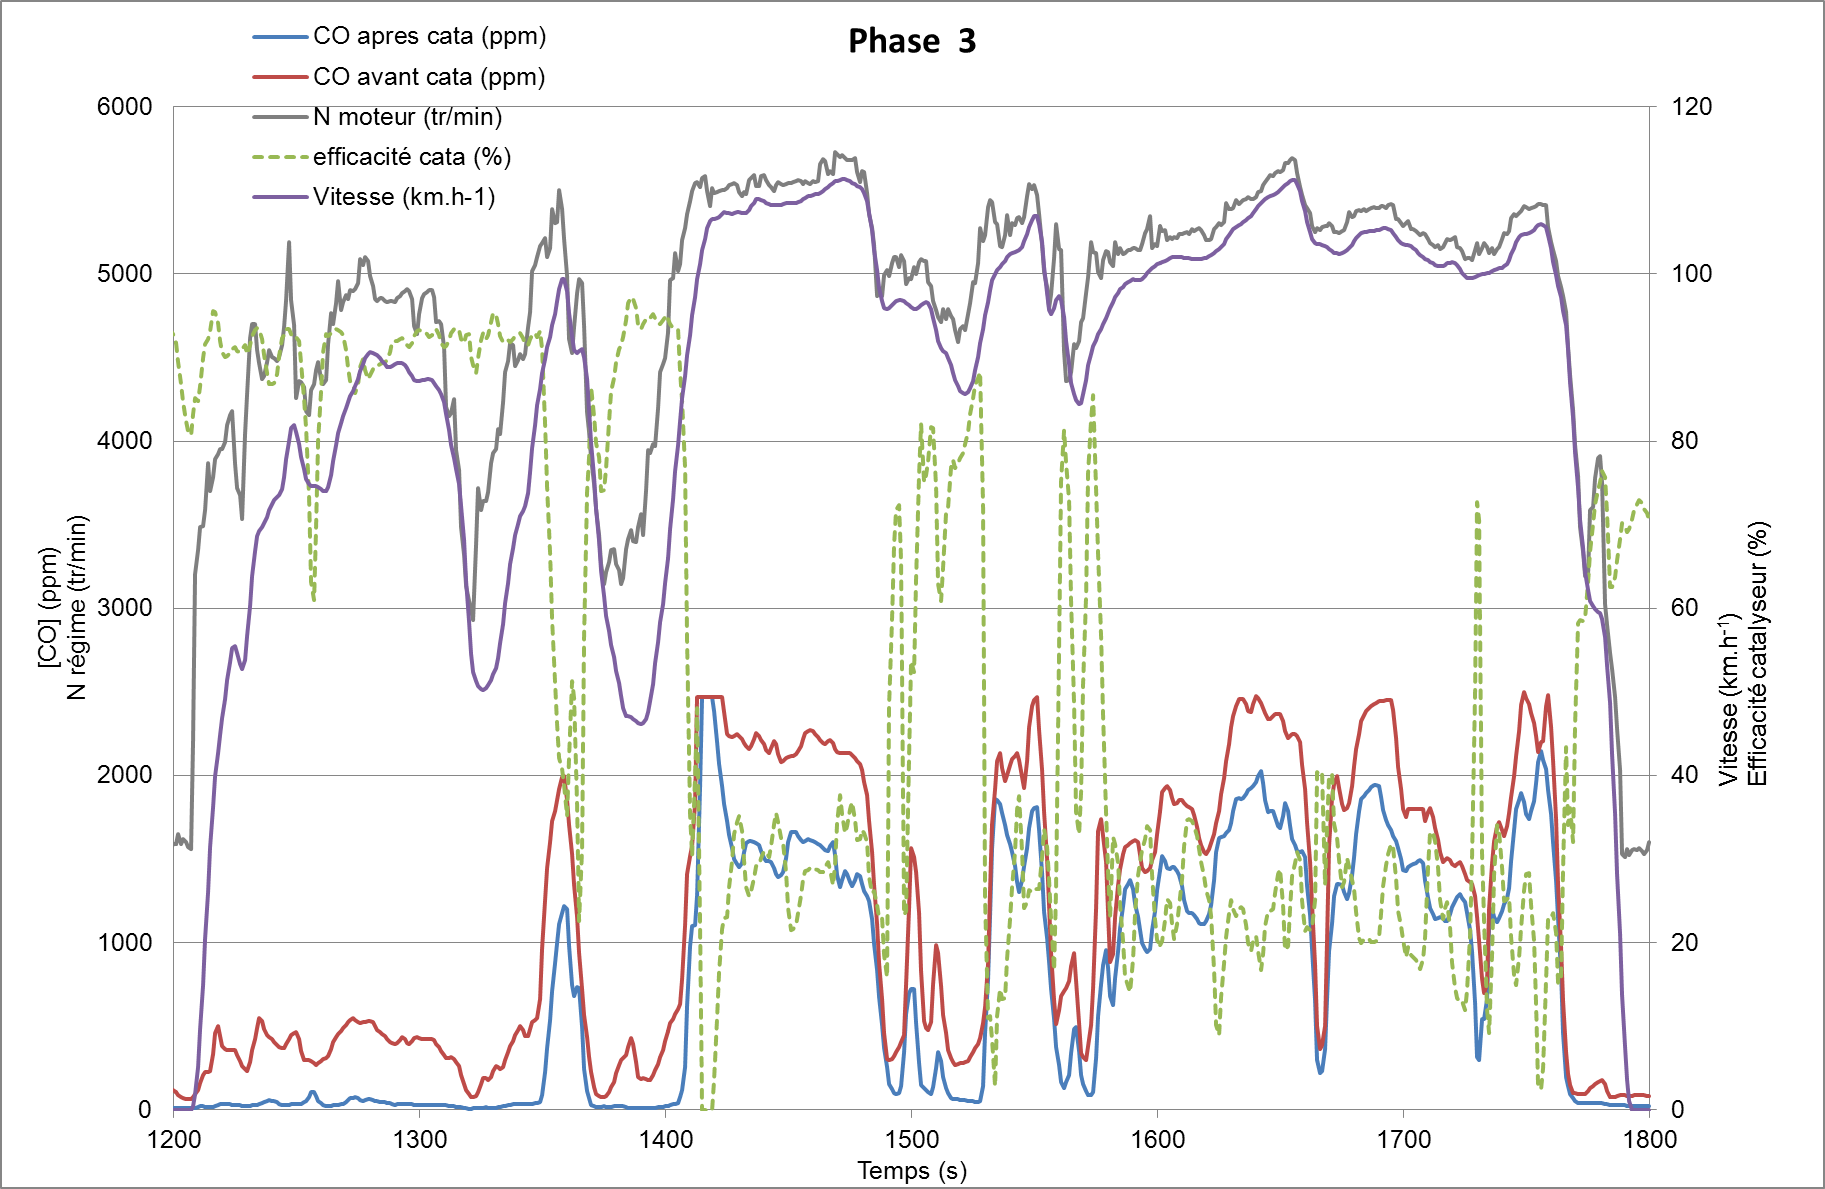 Phase  3
CO apres cata (ppm)
CO avant cata (ppm)
N moteur (tr/min)
efficacité cata (%)
Vitesse (km.h-1)
6000
5000
4000
3000
2000
1000
0
120
100
80
60
40
20
0
1200
1300
1400
1500
1600
1700
1800
Temps (s)
[CO] (ppm)
N régime (tr/min)
Vitesse (km.h-1)
Efficacité catalyseur (%)